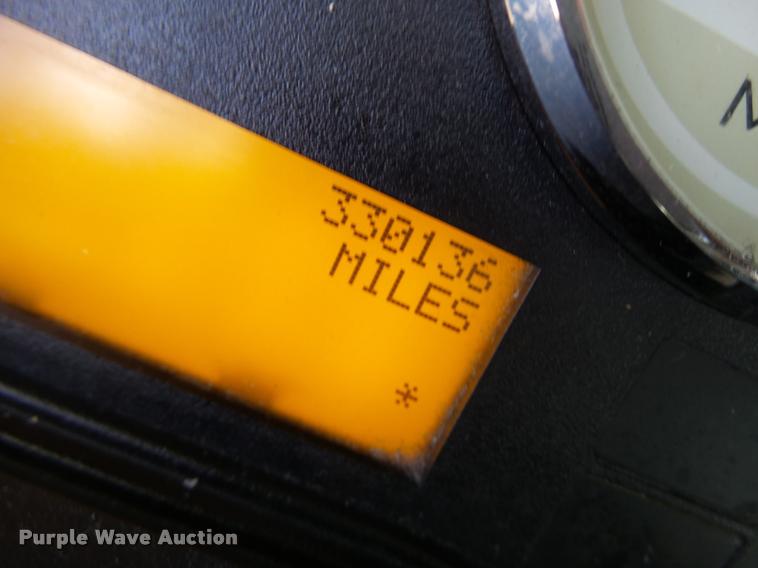 330136
MILES
*
M
Purple Wave Auction